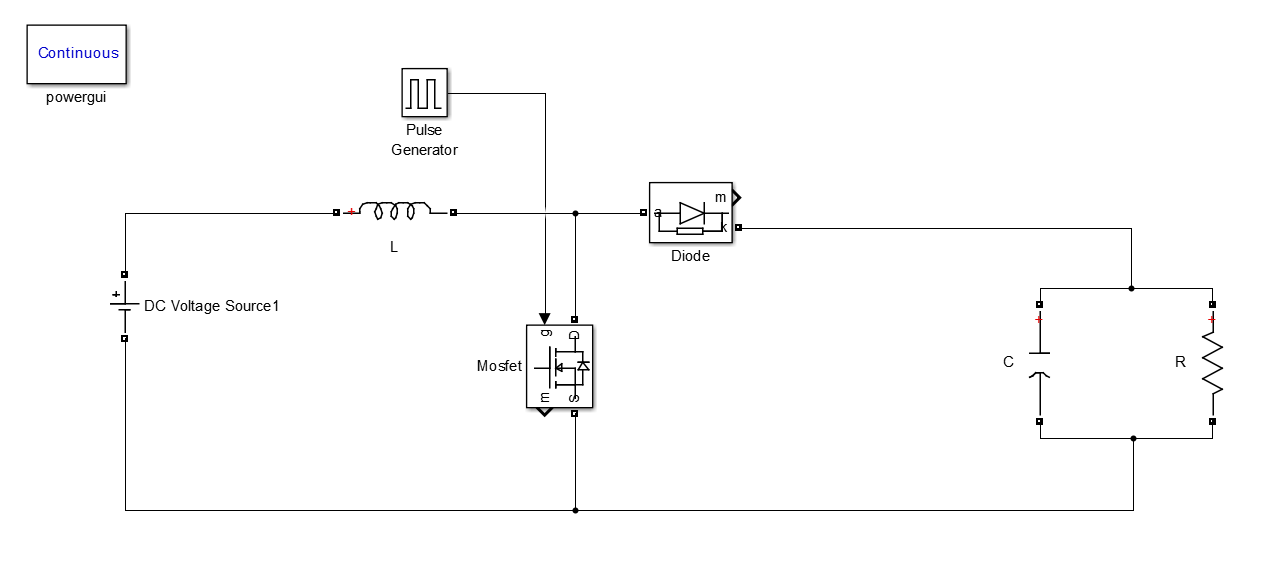 Continuous
powergui
Pulse
Generator
m
a
k
Diode
+
L
+
DC Voltage Source1
g
D
Mosfet
m
S
+
+
C
R